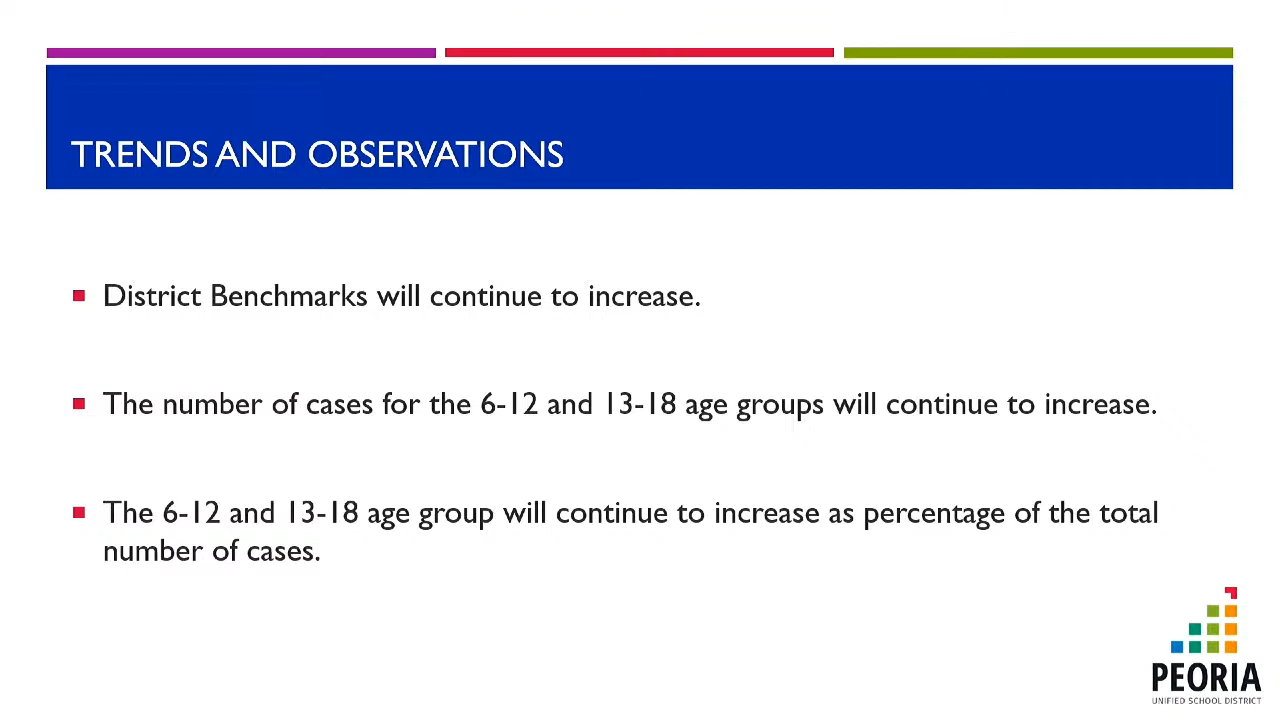 TRENDS AND OBSERVATIONS
District Benchmarks will continue to increase.
The number of cases for the 6-12 and 13-18 age groups will continue to increase.
The 6-12 and 13-18 age group will continue to increase as percentage of the total
number of cases.
PEORIA
UNIFIED SCHOOL DISTRICT